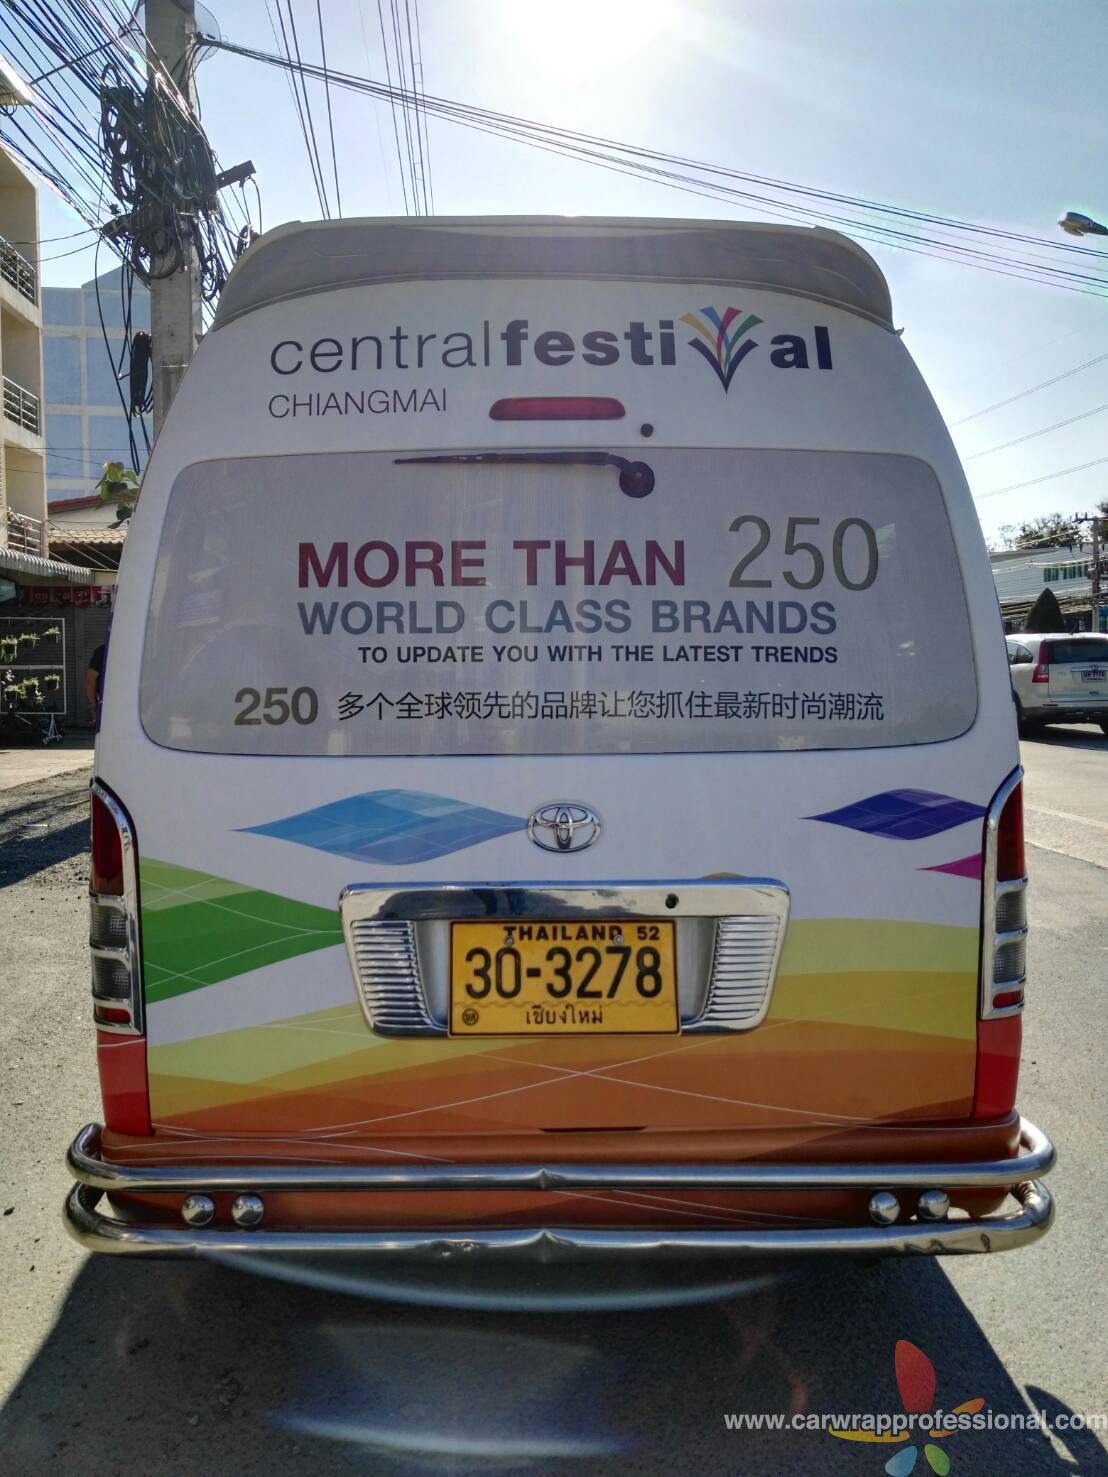 centralfestival
CHIANGMAI
MORE THAN 250
WORLD CLASS BRANDS
TO UPDATE YOU WITH THE LATEST TRENDS
250 多个全球领先的品牌让您抓住最新时尚潮流
THAILAND 52
30-3278
เชียงใหม่
www.carwrapprofessional.com